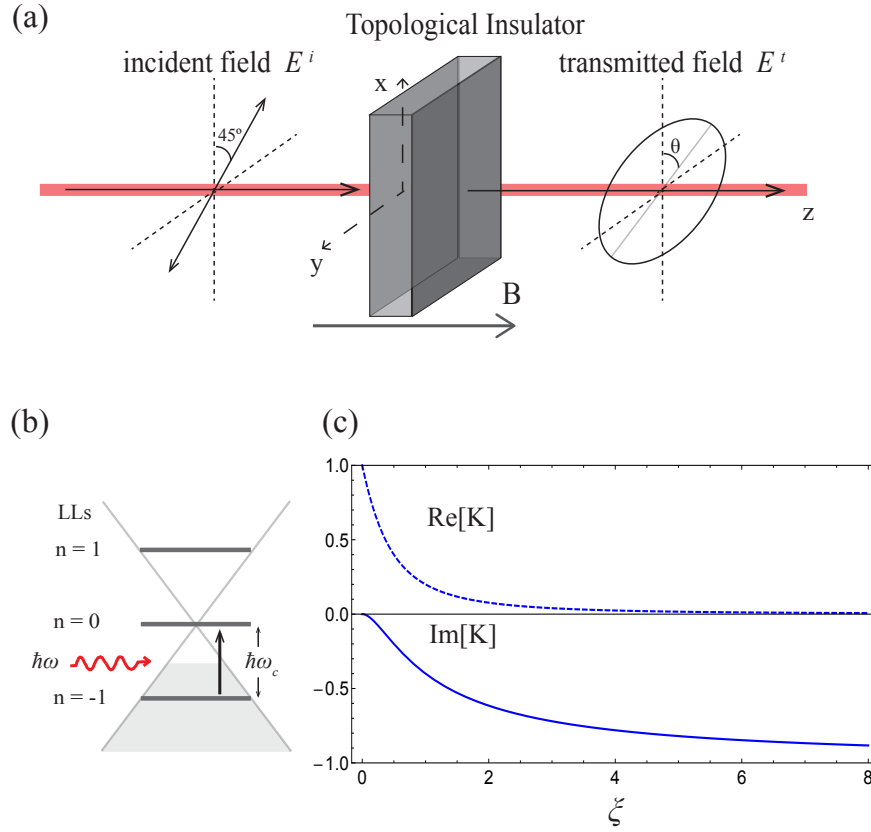 (a)
Topological Insulator
incident field E^i
transmitted field E^t
x
45º
θ
z
y
B
(b)
(c)
LLs
n = 1
n = 0
ħω
ħω_c
n = -1
1.0
0.5
0.0
−0.5
−1.0
Re[K]
Im[K]
0 2 4 6 8
ξ